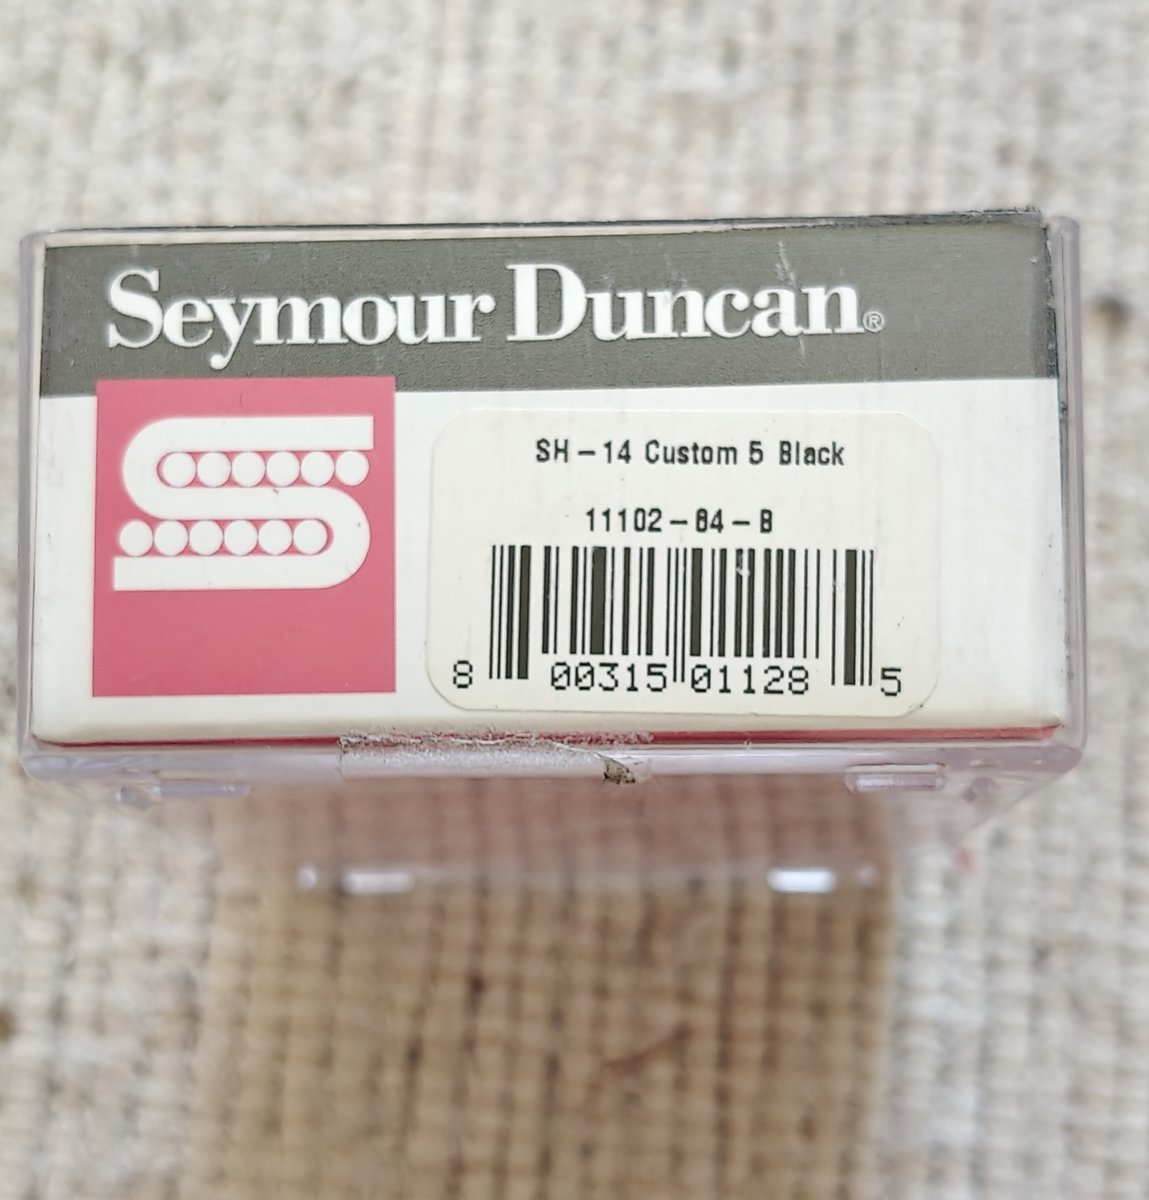 Seymour Duncan®
SH-14 Custom 5 Black
11102-84-B
8 00315 01128 5